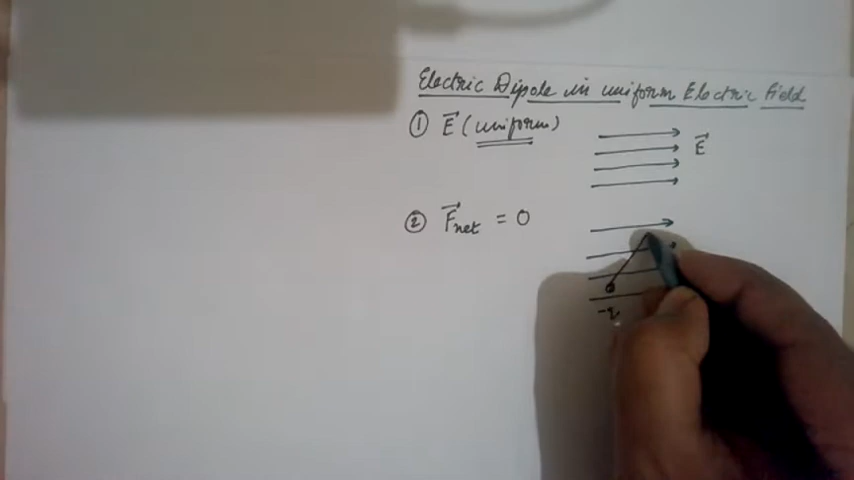 Electric Dipole in uniform Electric Field
① E⃗ (uniform)
E⃗
② F⃗net = 0
-q